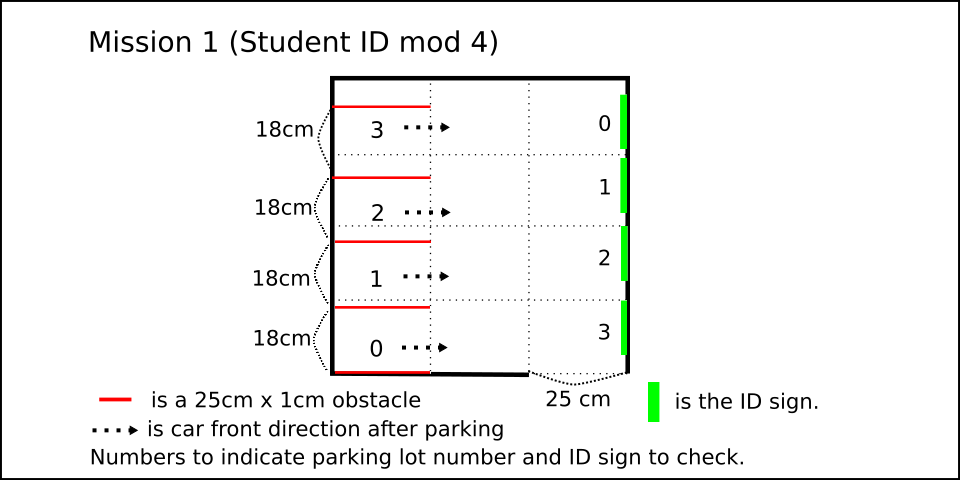 Mission 1 (Student ID mod 4)
18cm
3
0
1
18cm
2
2
18cm
1
3
18cm
0
25 cm
is a 25cm x 1cm obstacle
is the ID sign.
is car front direction after parking
Numbers to indicate parking lot number and ID sign to check.